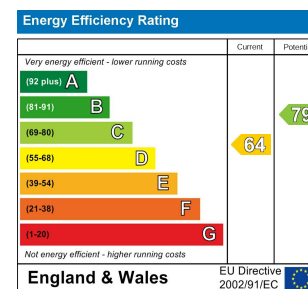 Energy Efficiency Rating
Current Potenti
Very energy efficient - lower running costs
(92 plus) A
(81-91) B
79
(69-80) C
64
(55-68) D
(39-54) E
(21-38) F
(1-20) G
Not energy efficient - higher running costs
England & Wales
EU Directive
2002/91/EC